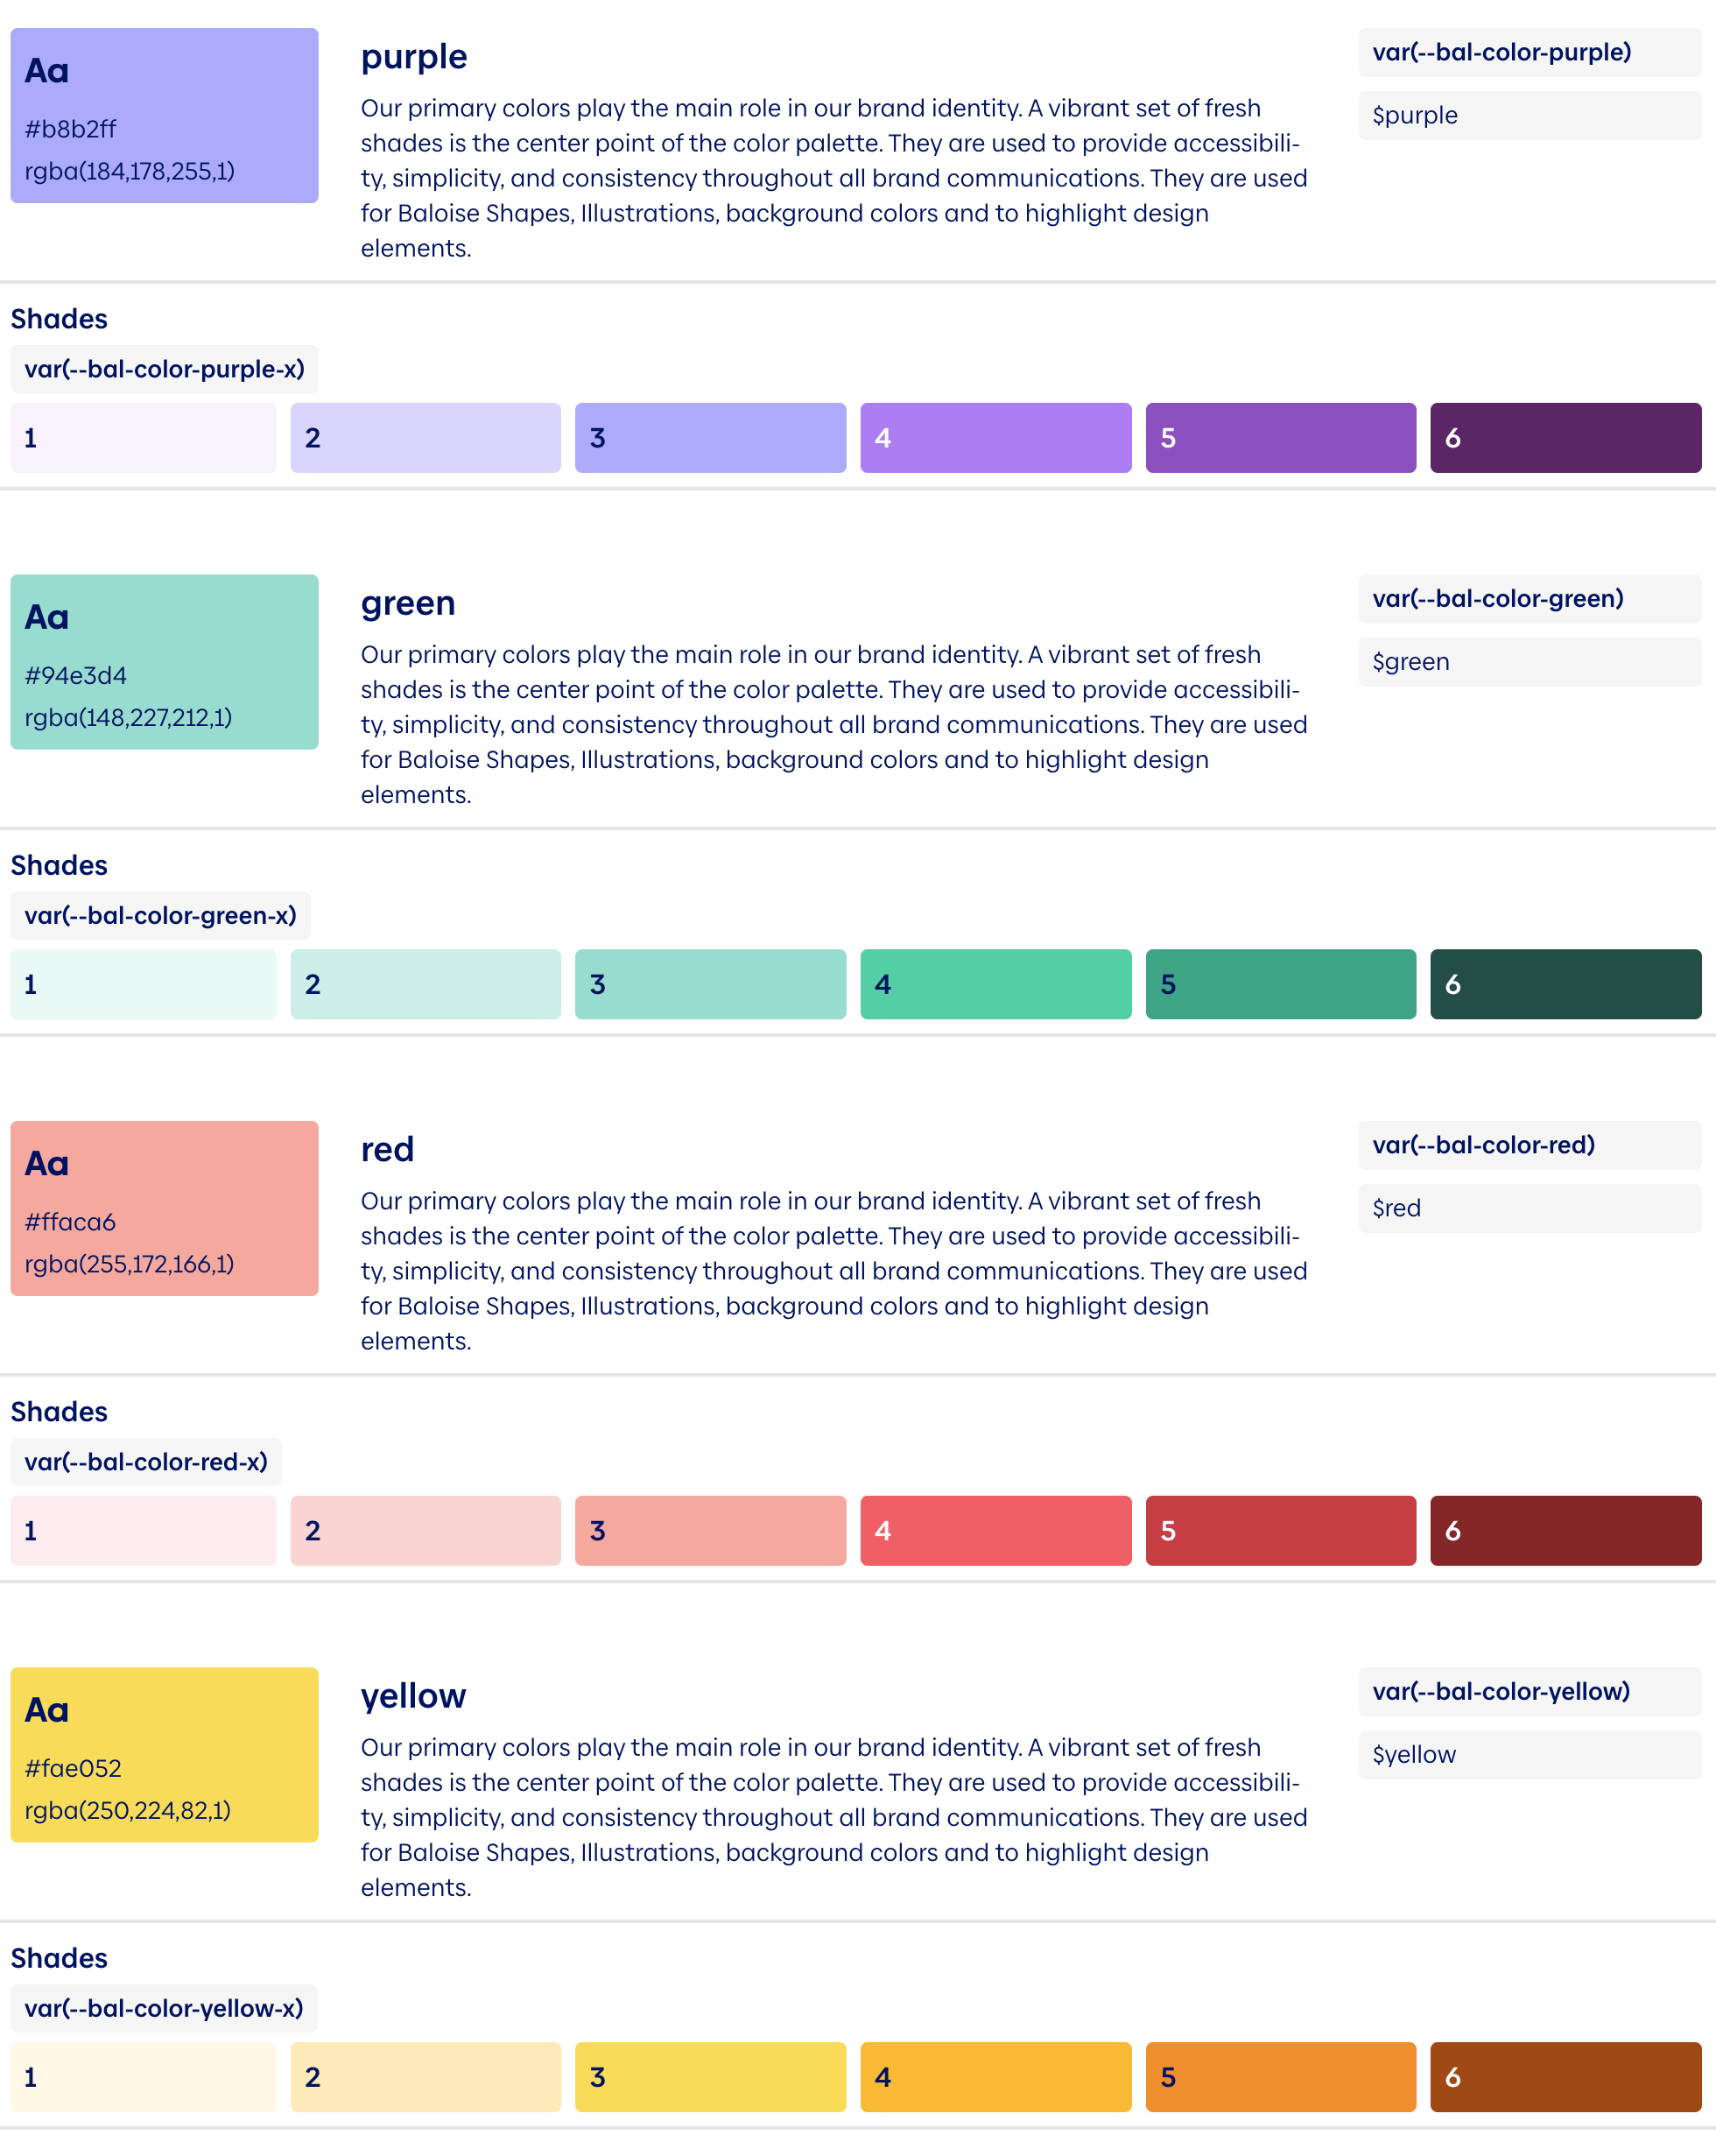 Aa
#b8b2ff
rgba(184,178,255,1)
purple
Our primary colors play the main role in our brand identity. A vibrant set of fresh
shades is the center point of the color palette. They are used to provide accessibili-
ty, simplicity, and consistency throughout all brand communications. They are used
for Baloise Shapes, Illustrations, background colors and to highlight design
elements.
var(--bal-color-purple)
$purple
Shades
var(--bal-color-purple-x)
1 2 3 4 5 6
Aa
#94e3d4
rgba(148,227,212,1)
green
Our primary colors play the main role in our brand identity. A vibrant set of fresh
shades is the center point of the color palette. They are used to provide accessibili-
ty, simplicity, and consistency throughout all brand communications. They are used
for Baloise Shapes, Illustrations, background colors and to highlight design
elements.
var(--bal-color-green)
$green
Shades
var(--bal-color-green-x)
1 2 3 4 5 6
Aa
#ffaca6
rgba(255,172,166,1)
red
Our primary colors play the main role in our brand identity. A vibrant set of fresh
shades is the center point of the color palette. They are used to provide accessibili-
ty, simplicity, and consistency throughout all brand communications. They are used
for Baloise Shapes, Illustrations, background colors and to highlight design
elements.
var(--bal-color-red)
$red
Shades
var(--bal-color-red-x)
1 2 3 4 5 6
Aa
#fae052
rgba(250,224,82,1)
yellow
Our primary colors play the main role in our brand identity. A vibrant set of fresh
shades is the center point of the color palette. They are used to provide accessibili-
ty, simplicity, and consistency throughout all brand communications. They are used
for Baloise Shapes, Illustrations, background colors and to highlight design
elements.
var(--bal-color-yellow)
$yellow
Shades
var(--bal-color-yellow-x)
1 2 3 4 5 6